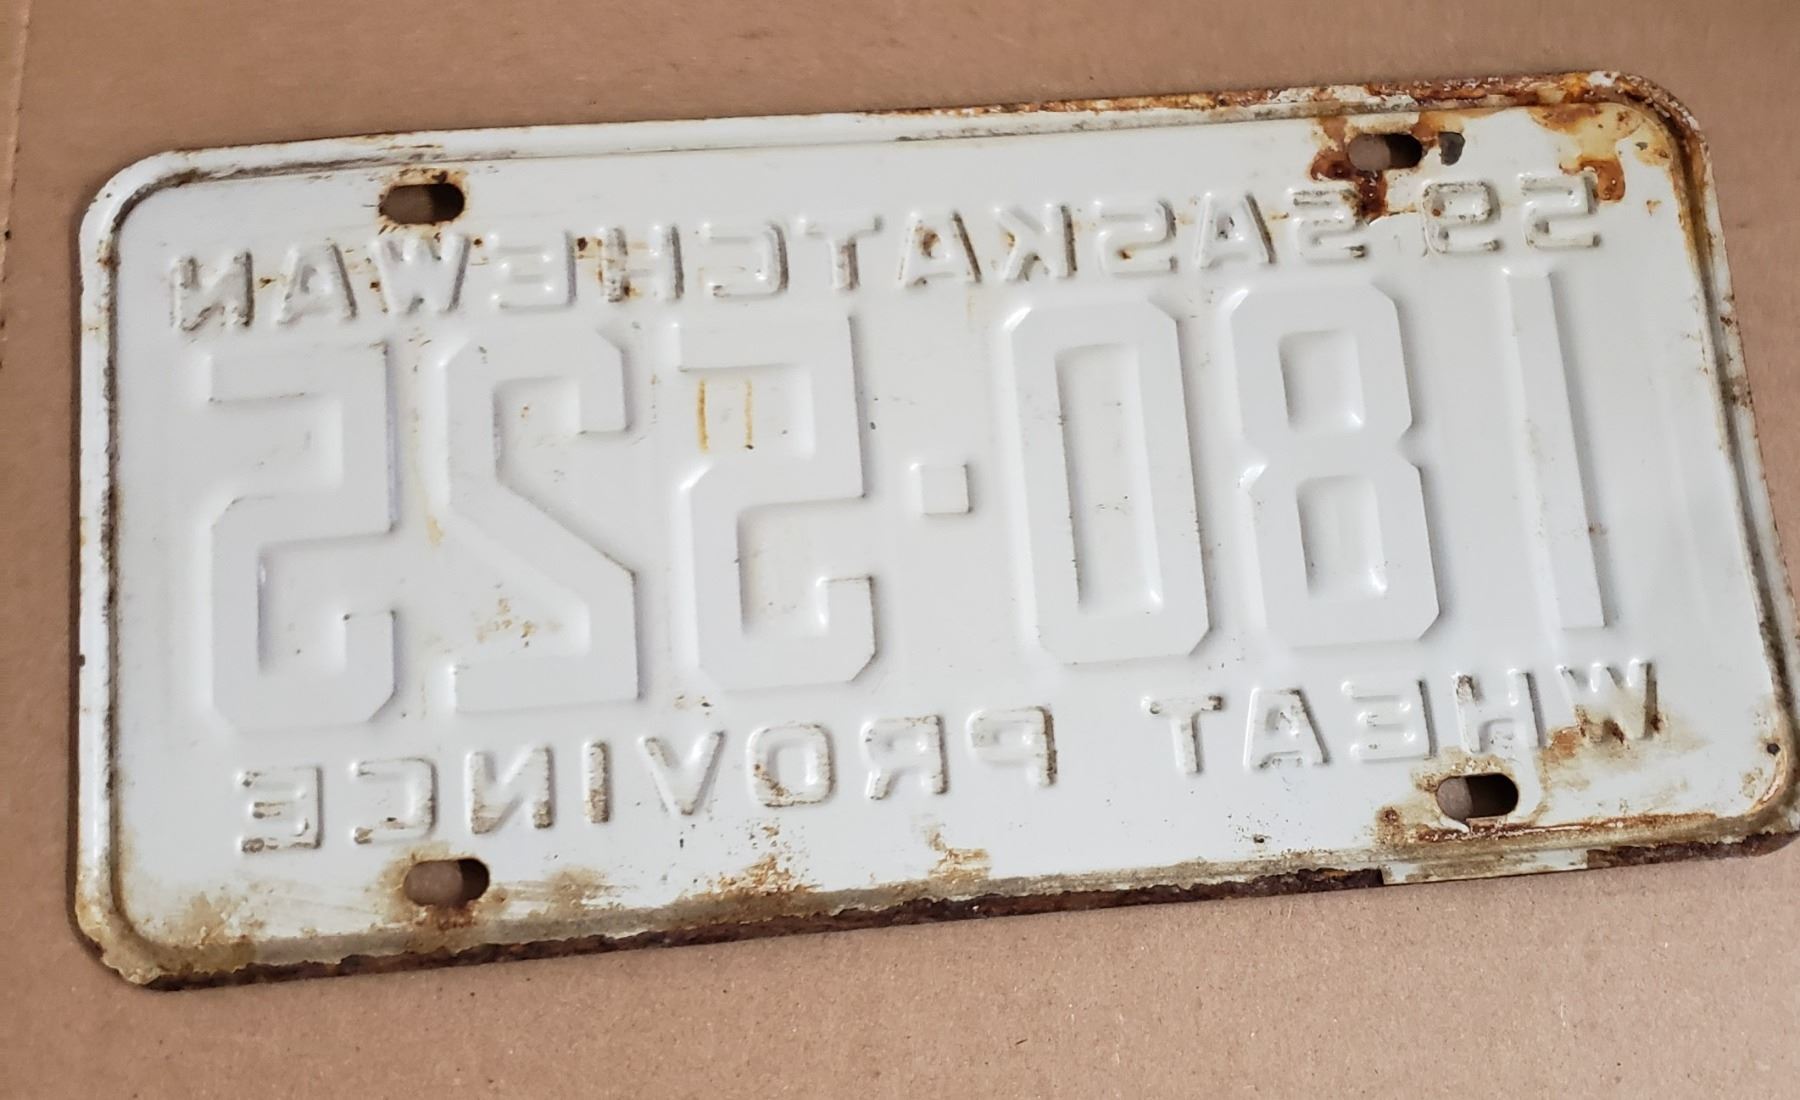 59 SASKATCHEWAN
180·525
WHEAT PROVINCE